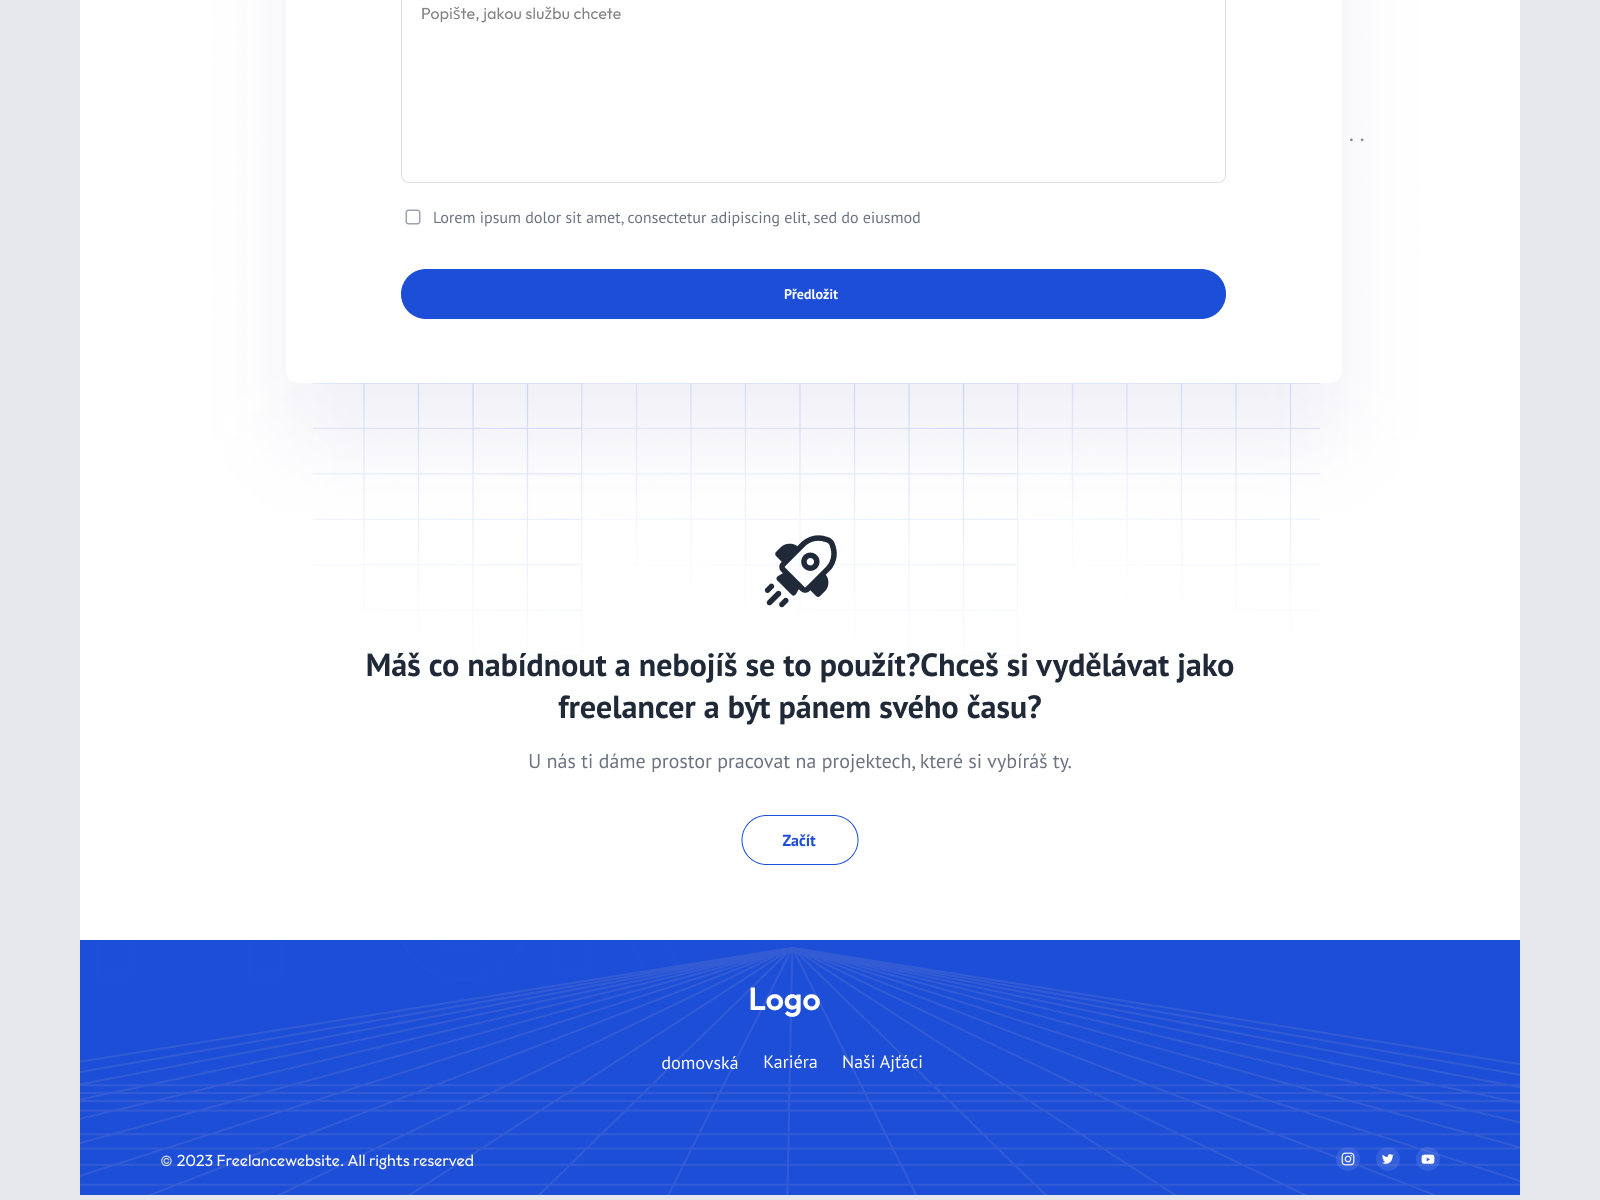 Popište, jakou službu chcete
Lorem ipsum dolor sit amet, consectetur adipiscing elit, sed do eiusmod
Předložit
Máš co nabídnout a nebojíš se to použít?Chceš si vydělávat jako
freelancer a být pánem svého času?
U nás ti dáme prostor pracovat na projektech, které si vybíráš ty.
Začít
Logo
domovská Kariéra Naši Ajťáci
© 2023 Freelancewebsite. All rights reserved